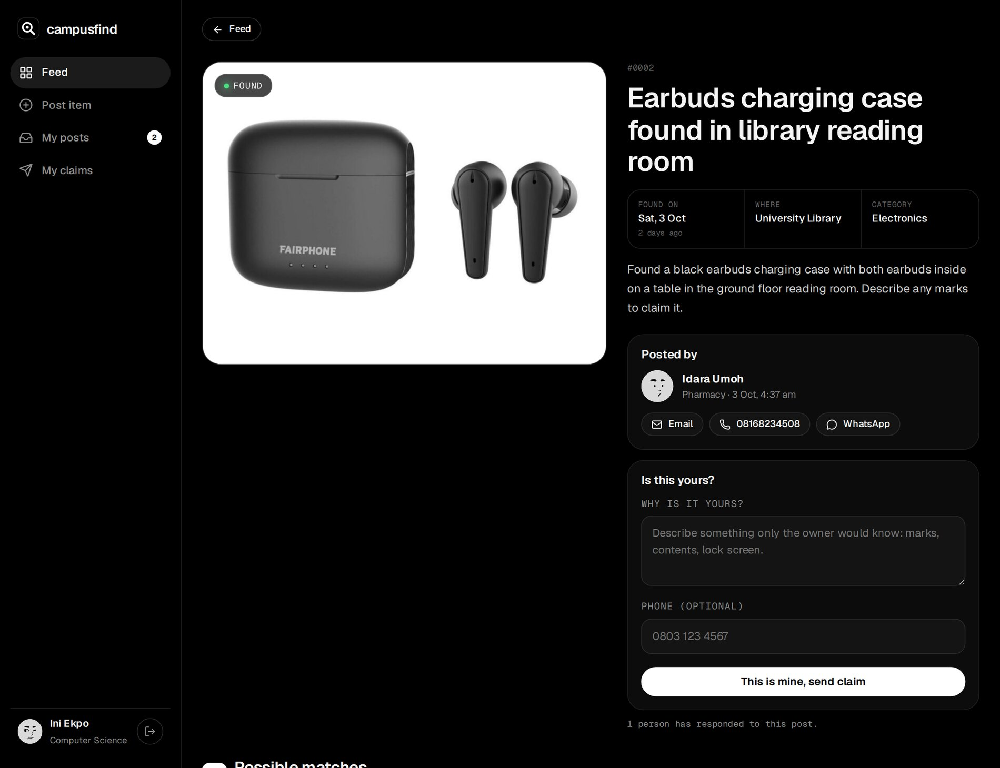 campusfind
Feed
Post item
My posts
2
My claims
Ini Ekpo
Computer Science
Feed
FOUND
FAIRPHONE
#0002
Earbuds charging case
found in library reading
room
FOUND ON
Sat, 3 Oct
2 days ago
WHERE
University Library
CATEGORY
Electronics
Found a black earbuds charging case with both earbuds inside
on a table in the ground floor reading room. Describe any marks
to claim it.
Posted by
Idara Umoh
Pharmacy · 3 Oct, 4:37 am
Email
08168234508
WhatsApp
Is this yours?
WHY IS IT YOURS?
Describe something only the owner would know: marks,
contents, lock screen.
PHONE (OPTIONAL)
0803 123 4567
This is mine, send claim
1 person has responded to this post.
Possible matches